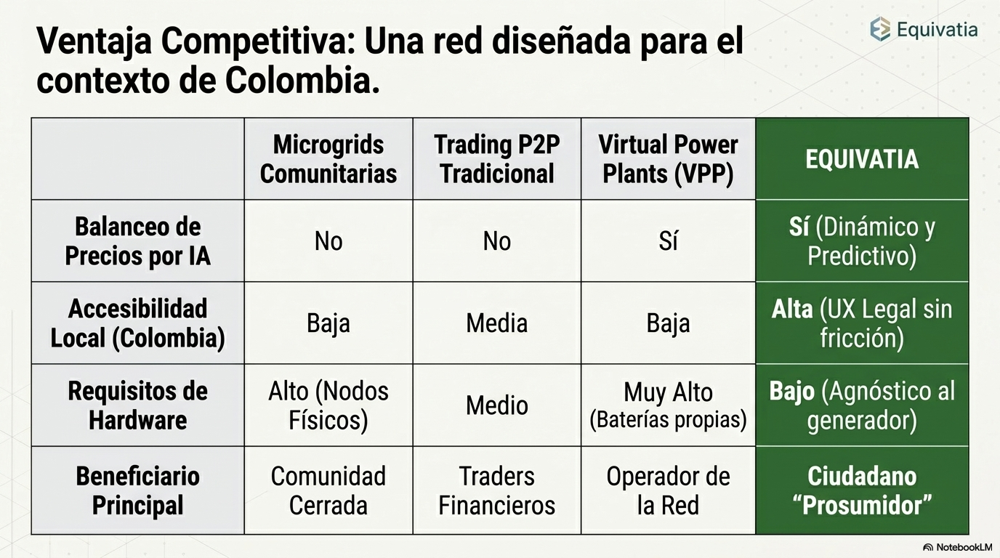 Ventaja Competitiva: Una red diseñada para el
contexto de Colombia.
Equivatia
Microgrids
Comunitarias
Trading P2P
Tradicional
Virtual Power
Plants (VPP)
EQUIVATIA
Balanceo de
Precios por IA
No
No
Sí
Sí (Dinámico y
Predictivo)
Accesibilidad
Local (Colombia)
Baja
Media
Baja
Alta (UX Legal sin
fricción)
Requisitos de
Hardware
Alto (Nodos
Físicos)
Medio
Muy Alto
(Baterías propias)
Bajo (Agnóstico al
generador)
Beneficiario
Principal
Comunidad
Cerrada
Traders
Financieros
Operador de
la Red
Ciudadano
“Prosumidor”
NotebookLM